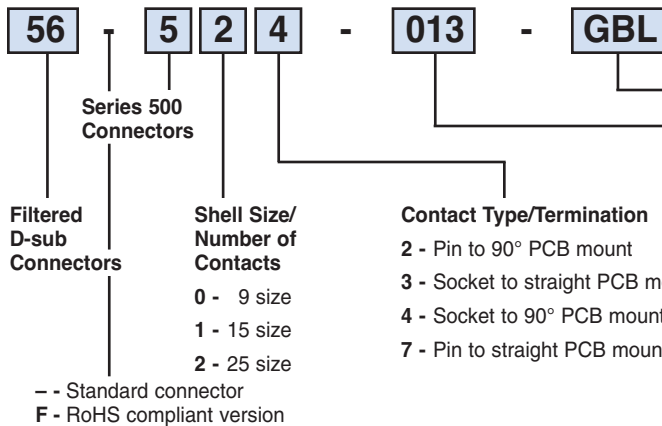 56 - 5 2 4 - 013 - GBL
Series 500
Connectors
Filtered
D-sub
Connectors
Shell Size/
Number of
Contacts
0 - 9 size
1 - 15 size
2 - 25 size
Contact Type/Termination
2 - Pin to 90° PCB mount
3 - Socket to straight PCB m
4 - Socket to 90° PCB mount
7 - Pin to straight PCB moun
– - Standard connector
F - RoHS compliant version